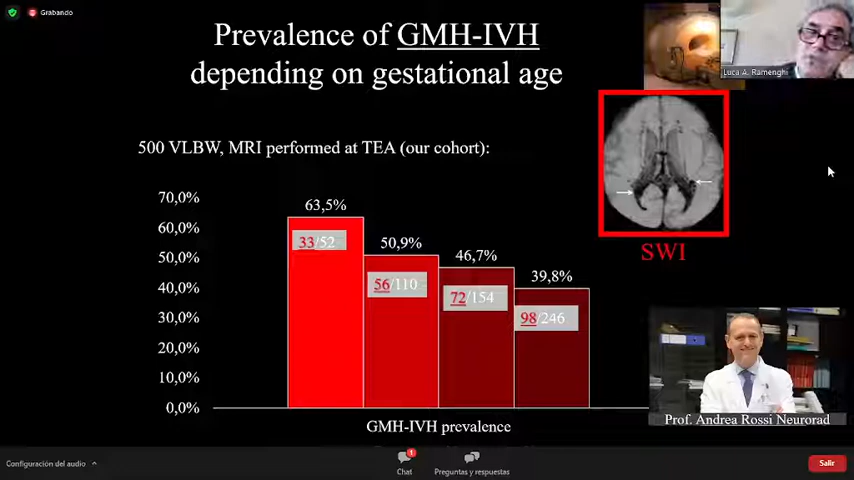 Grabando
Prevalence of GMH-IVH
depending on gestational age
Luca A. Ramenghi
500 VLBW, MRI performed at TEA (our cohort):
70,0%
60,0%
50,0%
40,0%
30,0%
20,0%
10,0%
0,0%
63,5%
33/52
50,9%
56/110
46,7%
72/154
39,8%
98/246
GMH-IVH prevalence
SWI
Prof. Andrea Rossi Neurorad
Configuración del audio
1
Chat
Preguntas y respuestas
Salir